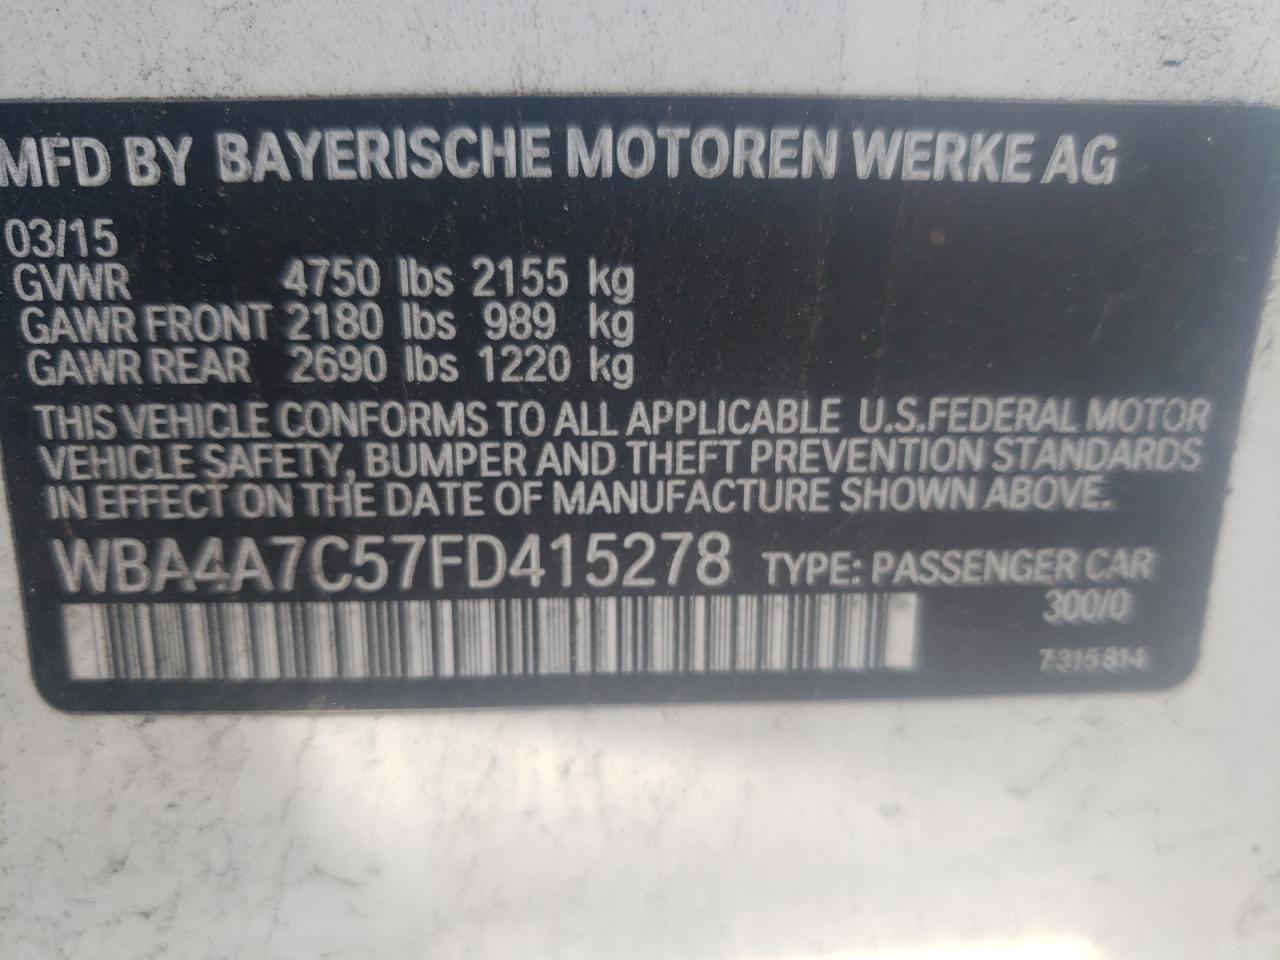 MFD BY BAYERISCHE MOTOREN WERKE AG
03/15
GVWR 4750 lbs 2155 kg
GAWR FRONT 2180 lbs 989 kg
GAWR REAR 2690 lbs 1220 kg
THIS VEHICLE CONFORMS TO ALL APPLICABLE U.S.FEDERAL MOTOR
VEHICLE SAFETY, BUMPER AND THEFT PREVENTION STANDARDS
IN EFFECT ON THE DATE OF MANUFACTURE SHOWN ABOVE.
WBA4A7C57FD415278 TYPE: PASSENGER CAR
300/0
7315814